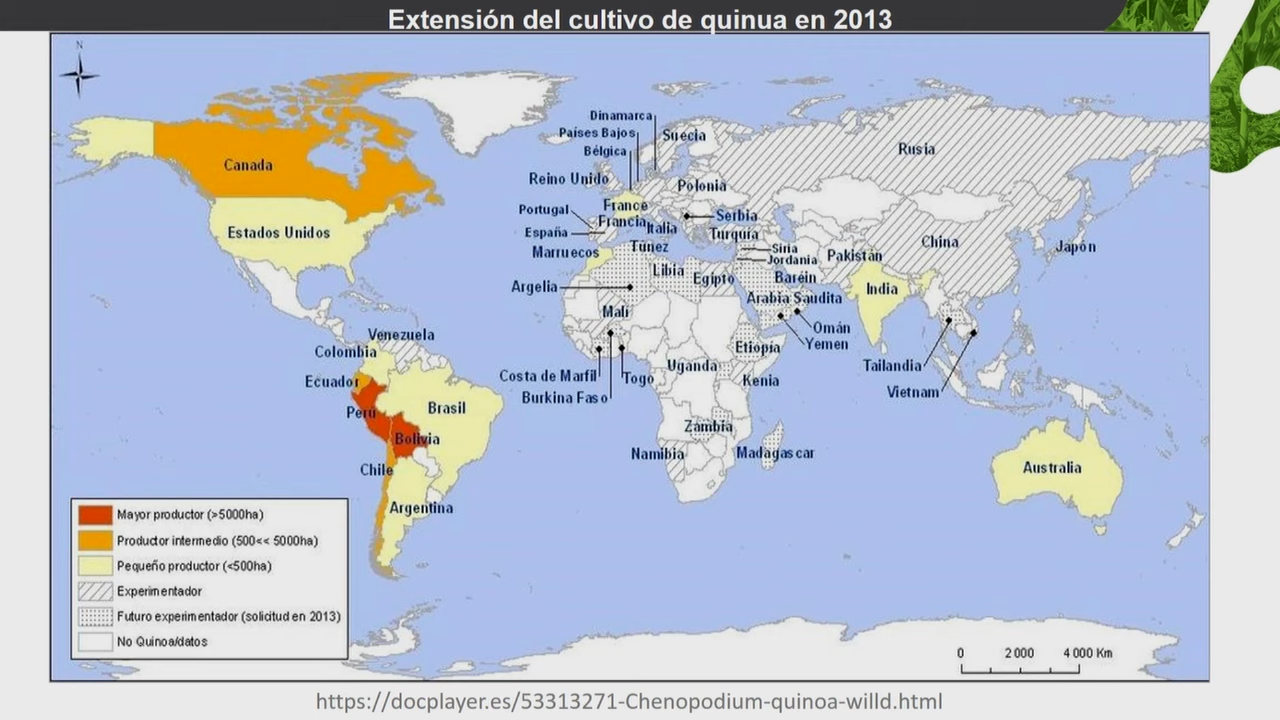 Extensión del cultivo de quinua en 2013
N
Dinamarca
Países Bajos
Suecia
Bélgica
Rusia
Canada
Reino Unido
Polonia
France
Portugal
Serbia
Francia
Italia
España
Estados Unidos
Turquía
Túnez
Siria
China
Japón
Marruecos
Jordania
Pakistán
Libia
Egipto
Baréin
Argelia
India
Arabia Saudita
Mali
Omán
Venezuela
Yemen
Etiopía
Colombia
Uganda
Tailandia
Ecuador
Costa de Marfil
Togo
Kenia
Vietnam
Burkina Faso
Perú
Brasil
Zambia
Bolivia
Namibia
Madagascar
Chile
Australia
Argentina
Mayor productor (>5000ha)
Productor intermedio (500<< 5000ha)
Pequeño productor (<500ha)
Experimentador
Futuro experimentador (solicitud en 2013)
No Quinoa/datos
0 2 000 4 000 Km
https://docplayer.es/53313271-Chenopodium-quinoa-willd.html